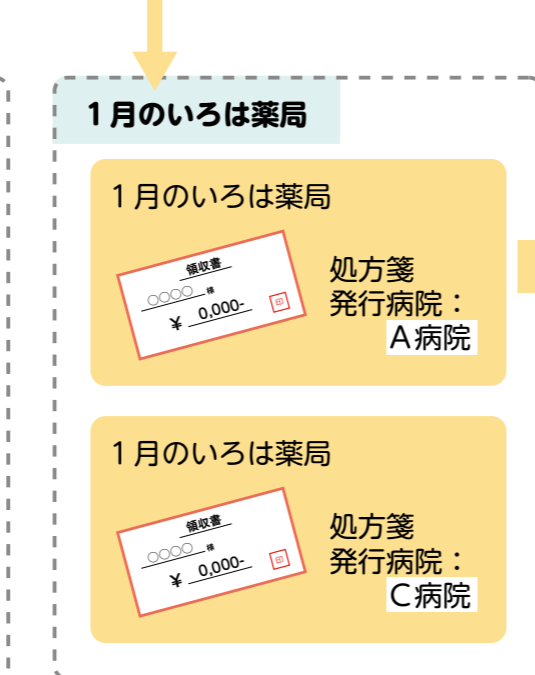 1月のいろは薬局
1月のいろは薬局
領収書
○○○○ 様
¥ 0,000-
印
処方箋
発行病院：
A病院
1月のいろは薬局
領収書
○○○○ 様
¥ 0,000-
印
処方箋
発行病院：
C病院